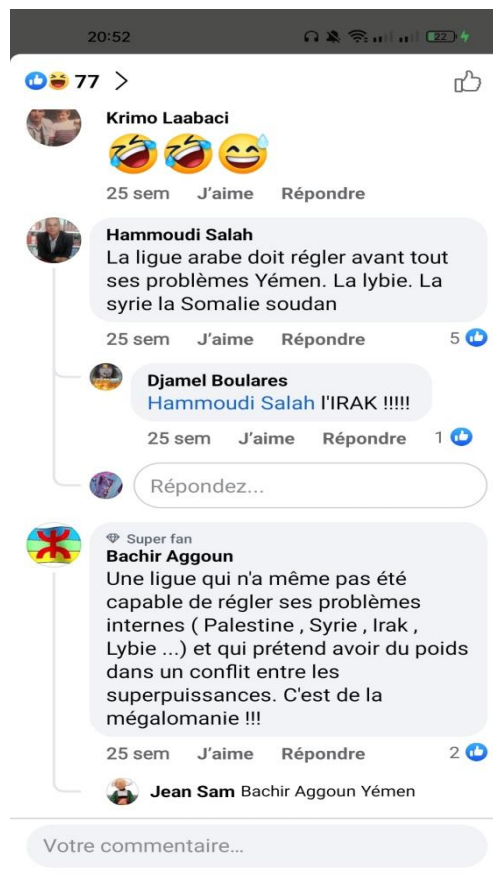 20:52
22
77 >
Krimo Laabaci
🤣🤣😅
25 sem J'aime Répondre
Hammoudi Salah
La ligue arabe doit régler avant tout
ses problèmes Yémen. La lybie. La
syrie la Somalie soudan
25 sem J'aime Répondre 5
Djamel Boulares
Hammoudi Salah l'IRAK !!!!!
25 sem J'aime Répondre 1
Répondez...
Super fan
Bachir Aggoun
Une ligue qui n'a même pas été
capable de régler ses problèmes
internes ( Palestine , Syrie , Irak ,
Lybie ...) et qui prétend avoir du poids
dans un conflit entre les
superpuissances. C'est de la
mégalomanie !!!
25 sem J'aime Répondre 2
Jean Sam Bachir Aggoun Yémen
Votre commentaire...